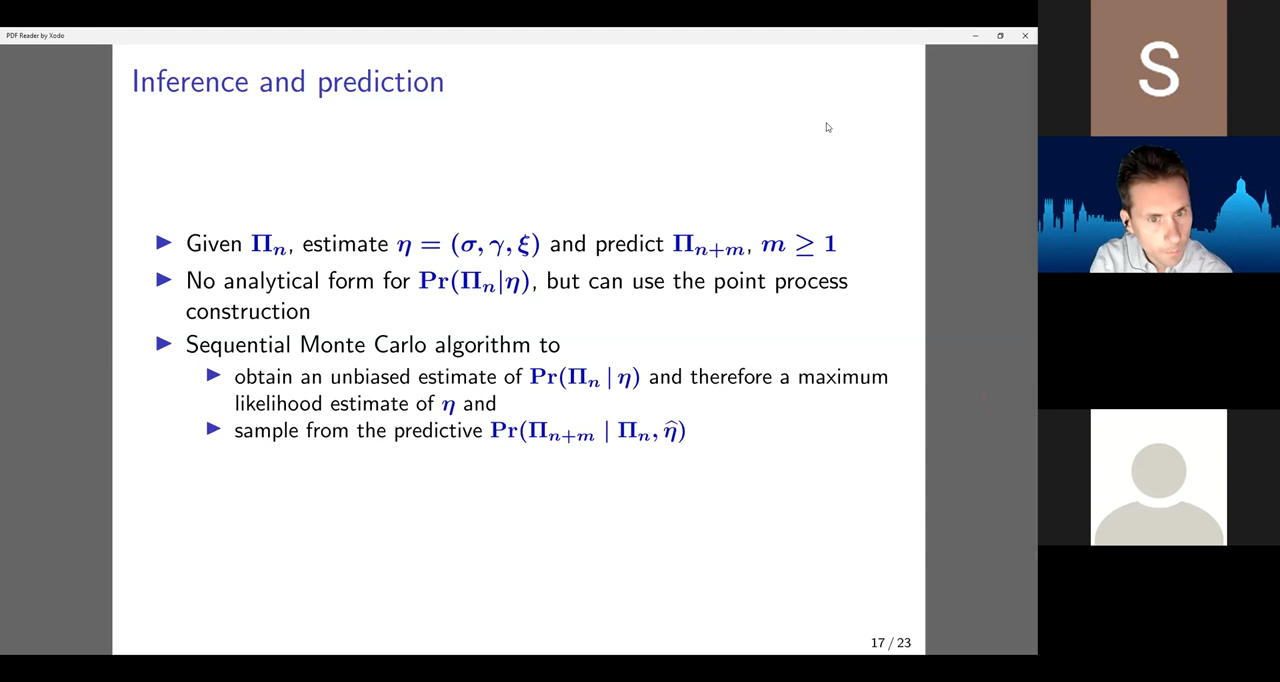 PDF Reader by Xodo
Inference and prediction
▶ Given Πₙ, estimate η = (σ, γ, ξ) and predict Πₙ₊ₘ, m ≥ 1
▶ No analytical form for Pr(Πₙ|η), but can use the point process
construction
▶ Sequential Monte Carlo algorithm to
▶ obtain an unbiased estimate of Pr(Πₙ | η) and therefore a maximum
likelihood estimate of η and
▶ sample from the predictive Pr(Πₙ₊ₘ | Πₙ, η̂)
17 / 23
S